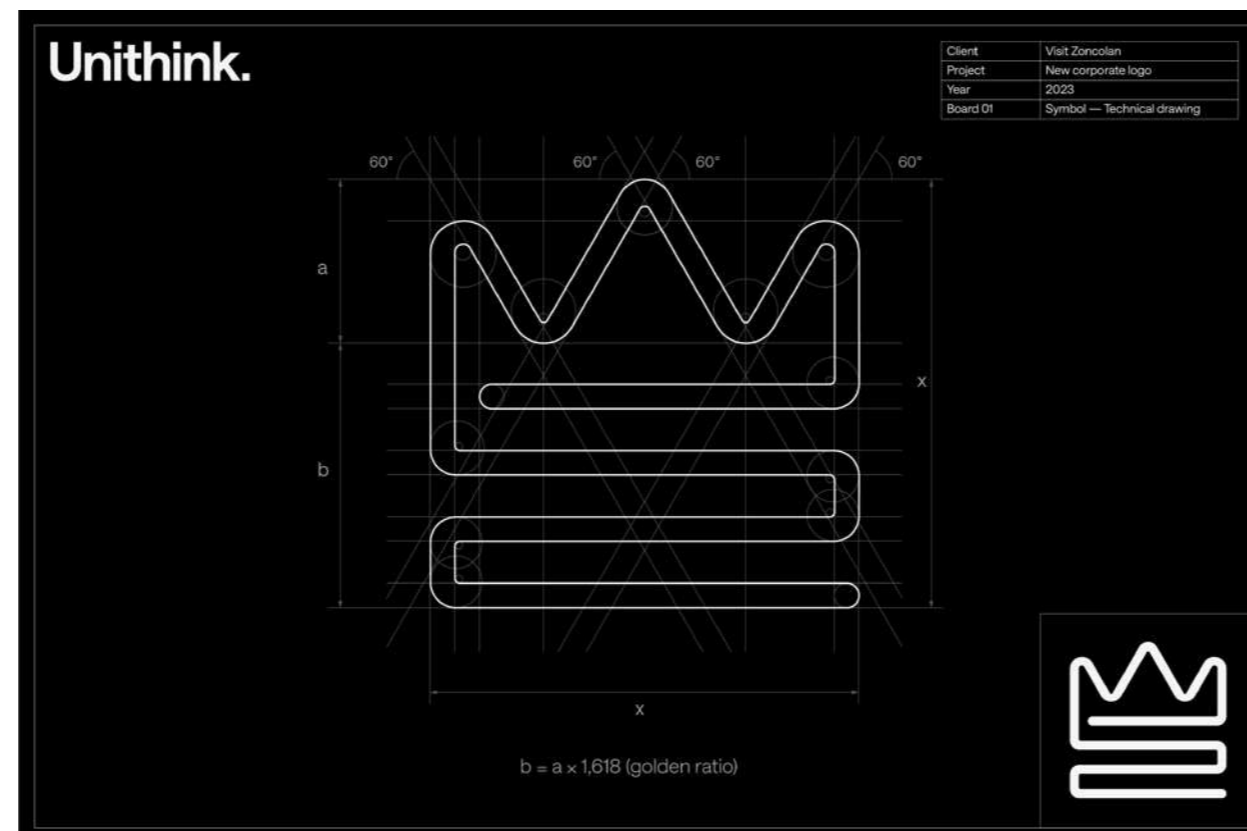 Unithink.
Client Visit Zoncolan
Project New corporate logo
Year 2023
Board 01 Symbol — Technical drawing
60° 60° 60° 60°
a
x
b
x
b = a × 1,618 (golden ratio)